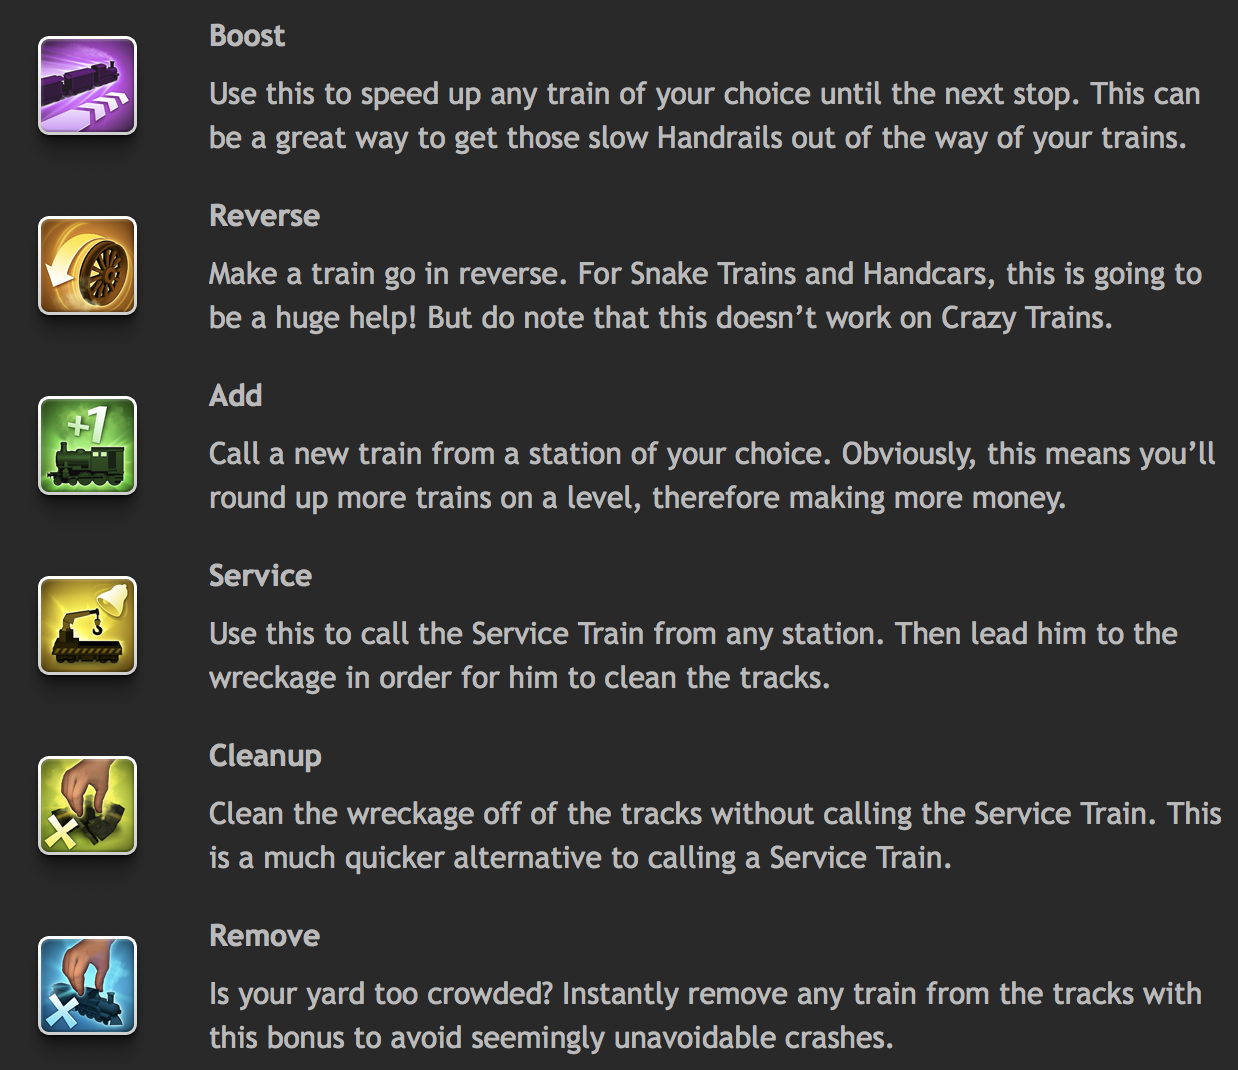 Boost
Use this to speed up any train of your choice until the next stop. This can
be a great way to get those slow Handrails out of the way of your trains.
Reverse
Make a train go in reverse. For Snake Trains and Handcars, this is going to
be a huge help! But do note that this doesn’t work on Crazy Trains.
+1
Add
Call a new train from a station of your choice. Obviously, this means you’ll
round up more trains on a level, therefore making more money.
Service
Use this to call the Service Train from any station. Then lead him to the
wreckage in order for him to clean the tracks.
Cleanup
Clean the wreckage off of the tracks without calling the Service Train. This
is a much quicker alternative to calling a Service Train.
Remove
Is your yard too crowded? Instantly remove any train from the tracks with
this bonus to avoid seemingly unavoidable crashes.